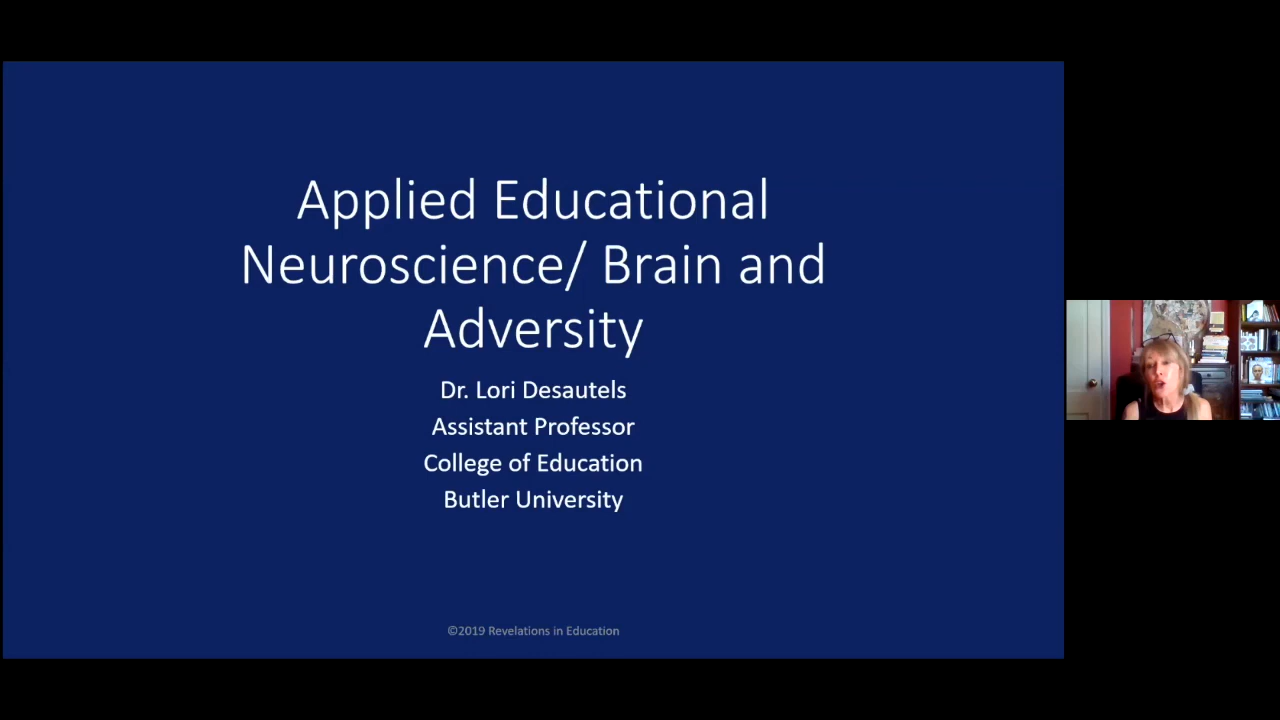 Applied Educational
Neuroscience/ Brain and
Adversity
Dr. Lori Desautels
Assistant Professor
College of Education
Butler University
©2019 Revelations in Education